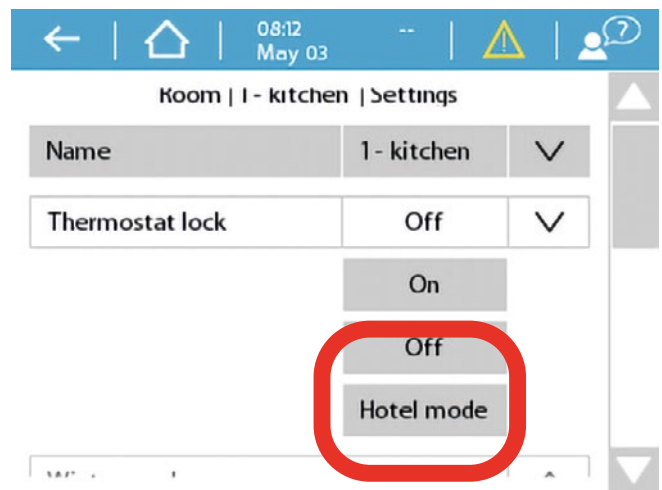 08:12 --
May 03
Room | 1 - kitchen | Settings
Name 1 - kitchen
Thermostat lock Off
On
Off
Hotel mode